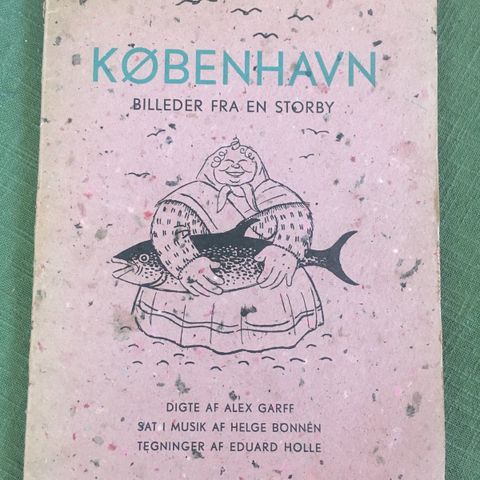 KØBENHAVN
BILLEDER FRA EN STORBY
DIGTE AF ALEX GARFF
SAT I MUSIK AF HELGE BONNÉN
TEGNINGER AF EDUARD HOLLE